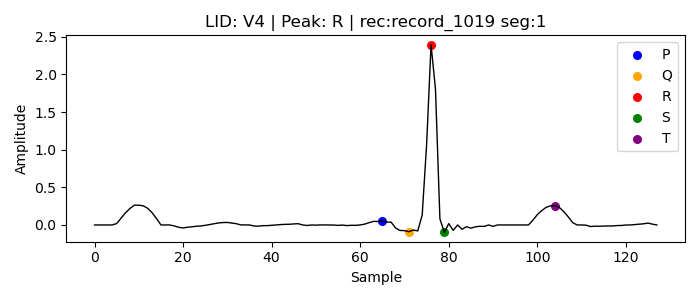 LID: V4 | Peak: R | rec:record_1019 seg:1
Amplitude
2.5
2.0
1.5
1.0
0.5
0.0
P
Q
R
S
T
0 20 40 60 80 100 120
Sample